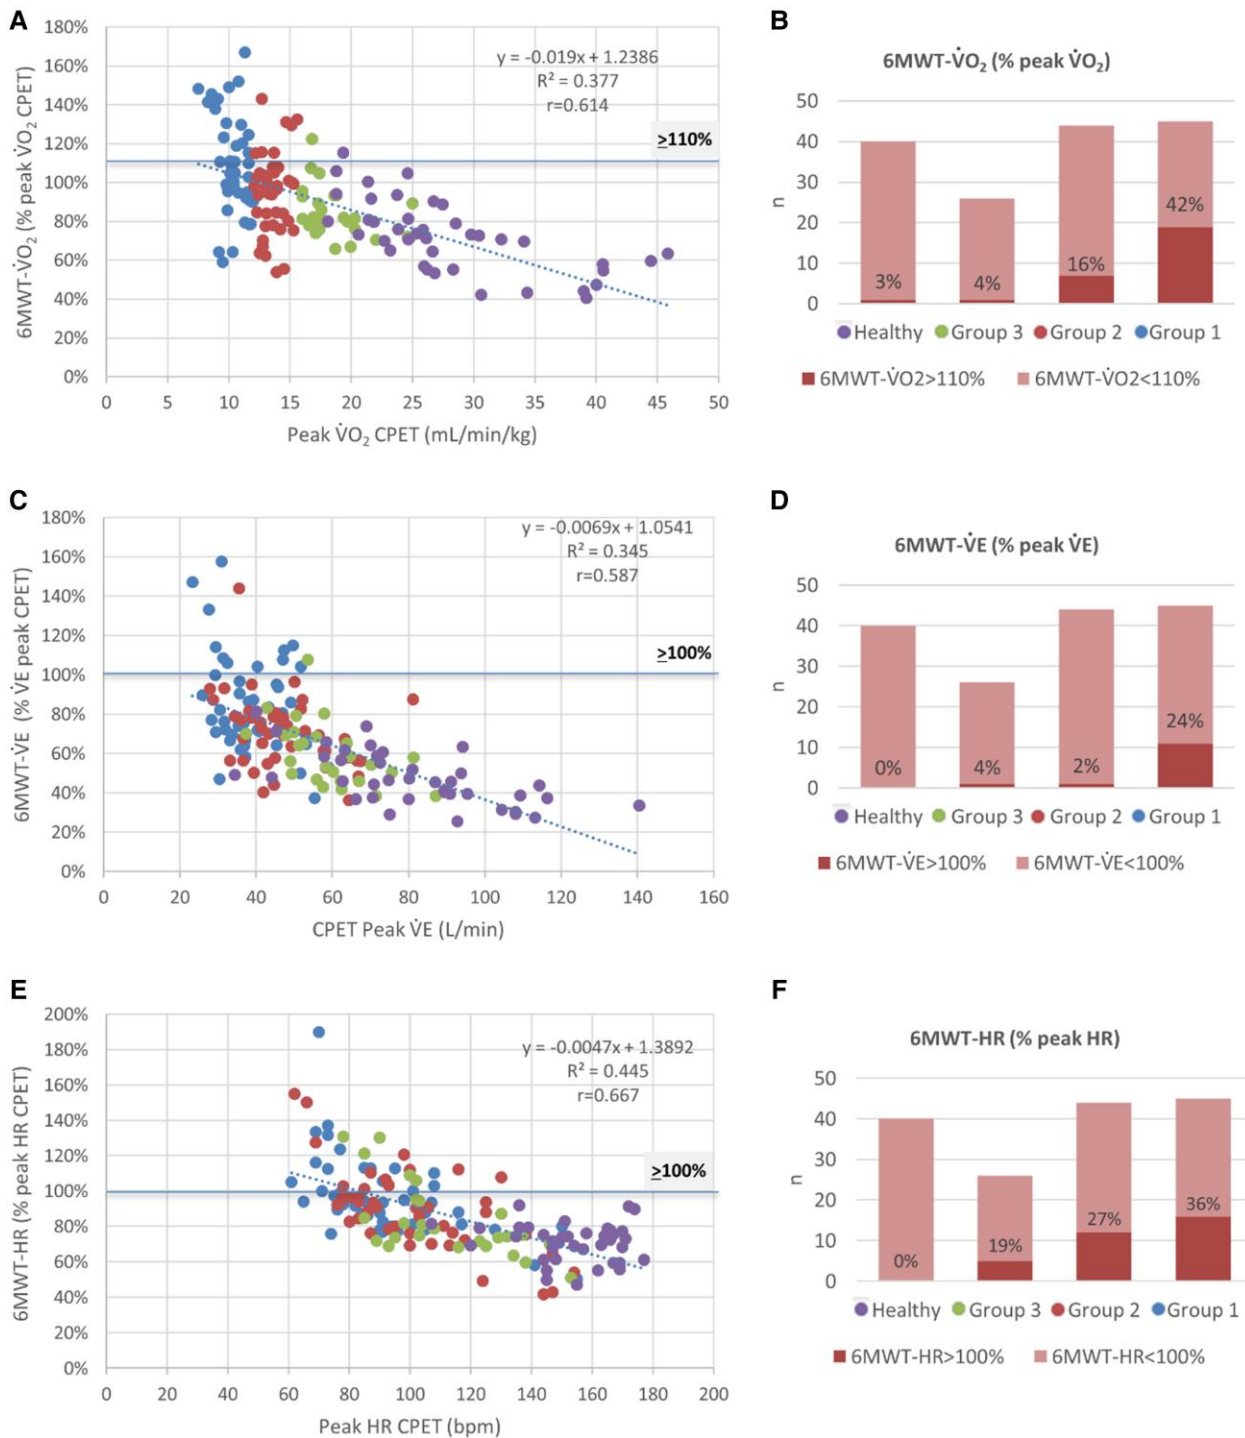 A
180%
160%
140%
120%
100%
80%
60%
40%
20%
0%
6MWT-V̇O₂ (% peak V̇O₂ CPET)
y = -0.019x + 1.2386
R² = 0.377
r=0.614
≥110%
0 5 10 15 20 25 30 35 40 45 50
Peak V̇O₂ CPET (mL/min/kg)
B
6MWT-V̇O₂ (% peak V̇O₂)
50
40
30
20
10
0
n
3% 4% 16% 42%
Healthy Group 3 Group 2 Group 1
6MWT-V̇O2>110% 6MWT-V̇O2<110%
C
180%
160%
140%
120%
100%
80%
60%
40%
20%
0%
6MWT-V̇E (% V̇E peak CPET)
y = -0.0069x + 1.0541
R² = 0.345
r=0.587
≥100%
0 20 40 60 80 100 120 140 160
CPET Peak V̇E (L/min)
D
6MWT-V̇E (% peak V̇E)
50
40
30
20
10
0
n
0% 4% 2% 24%
Healthy Group 3 Group 2 Group 1
6MWT-V̇E>100% 6MWT-V̇E<100%
E
200%
180%
160%
140%
120%
100%
80%
60%
40%
20%
0%
6MWT-HR (% peak HR CPET)
y = -0.0047x + 1.3892
R² = 0.445
r=0.667
≥100%
0 20 40 60 80 100 120 140 160 180 200
Peak HR CPET (bpm)
F
6MWT-HR (% peak HR)
50
40
30
20
10
0
n
0% 19% 27% 36%
Healthy Group 3 Group 2 Group 1
6MWT-HR>100% 6MWT-HR<100%